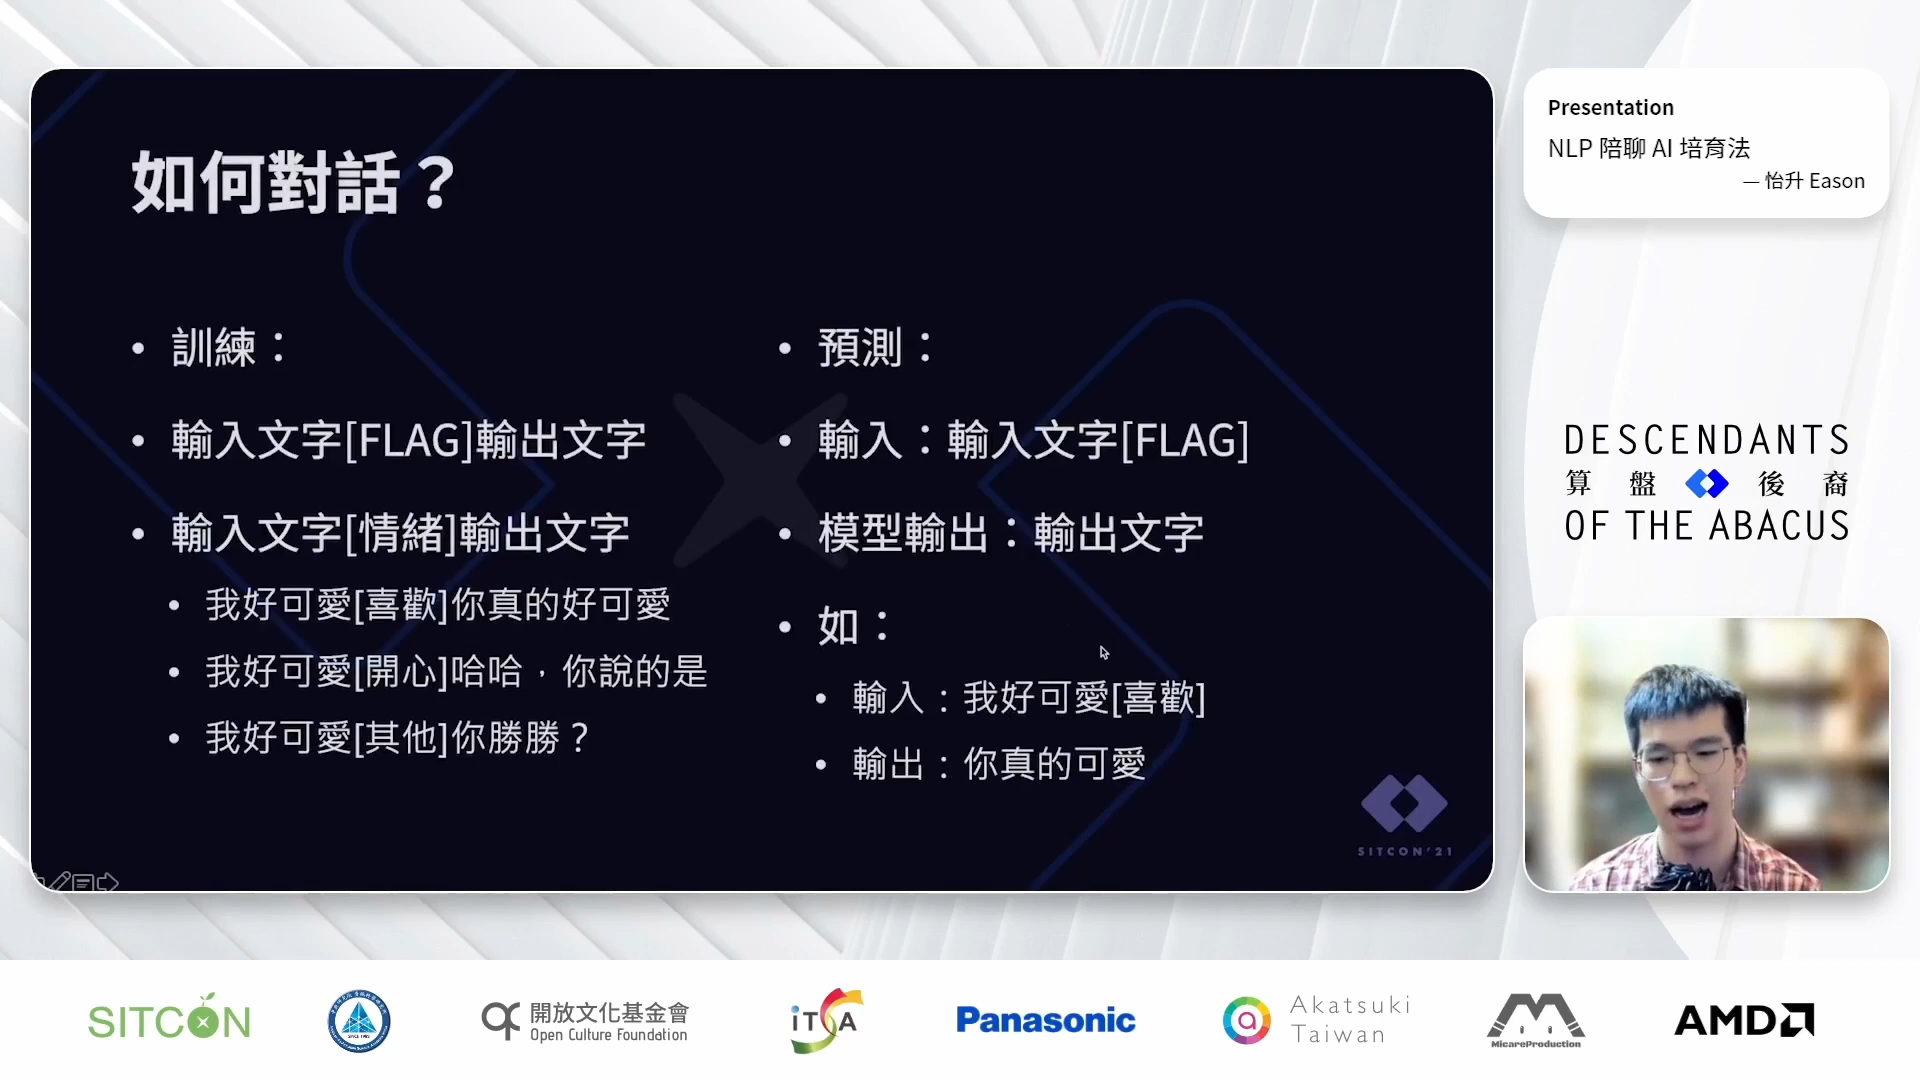 如何對話？
訓練：
輸入文字[FLAG]輸出文字
輸入文字[情緒]輸出文字
我好可愛[喜歡]你真的好可愛
我好可愛[開心]哈哈，你說的是
我好可愛[其他]你勝勝？
預測：
輸入：輸入文字[FLAG]
模型輸出：輸出文字
如：
輸入：我好可愛[喜歡]
輸出：你真的可愛
SITCON'21
Presentation
NLP 陪聊 AI 培育法
— 怡升 Eason
DESCENDANTS
算盤後裔
OF THE ABACUS
SITCON
開放文化基金會
Open Culture Foundation
iTSA
Panasonic
Akatsuki
Taiwan
MicareProduction
AMD